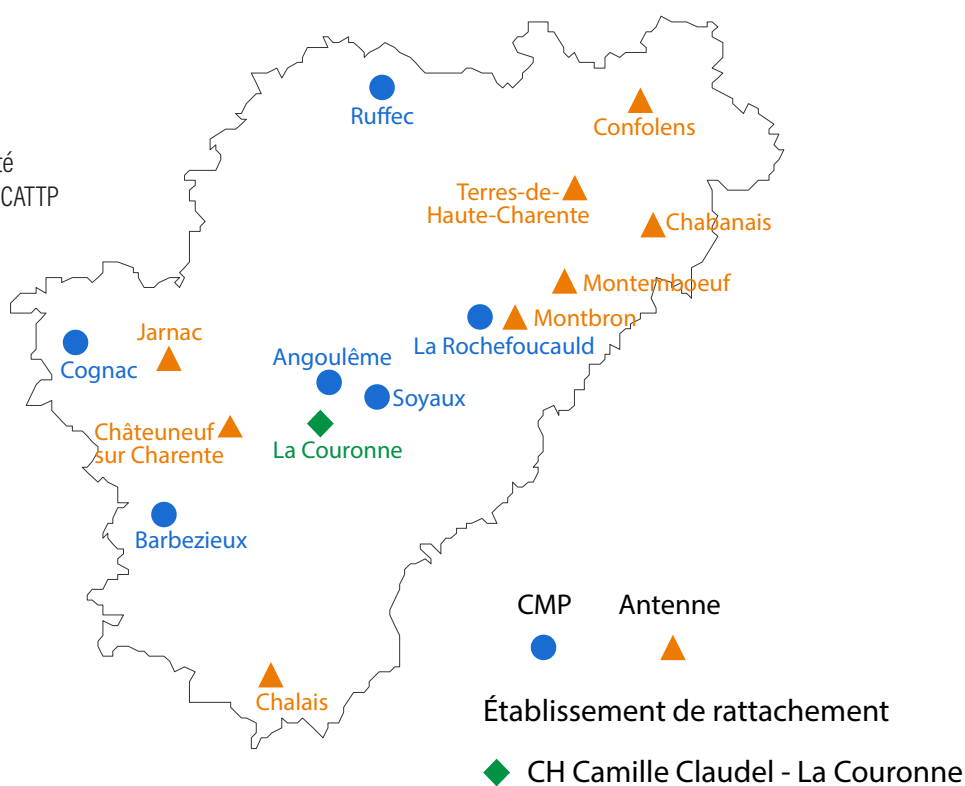 Ruffec
Confolens
té
CATTP
Terres-de-
Haute-Charente
Chabanais
Montemboeuf
Montbron
La Rochefoucauld
Jarnac
Cognac
Angoulême
Soyaux
Châteuneuf
sur Charente
La Couronne
Barbezieux
Chalais
CMP Antenne
Établissement de rattachement
CH Camille Claudel - La Couronne